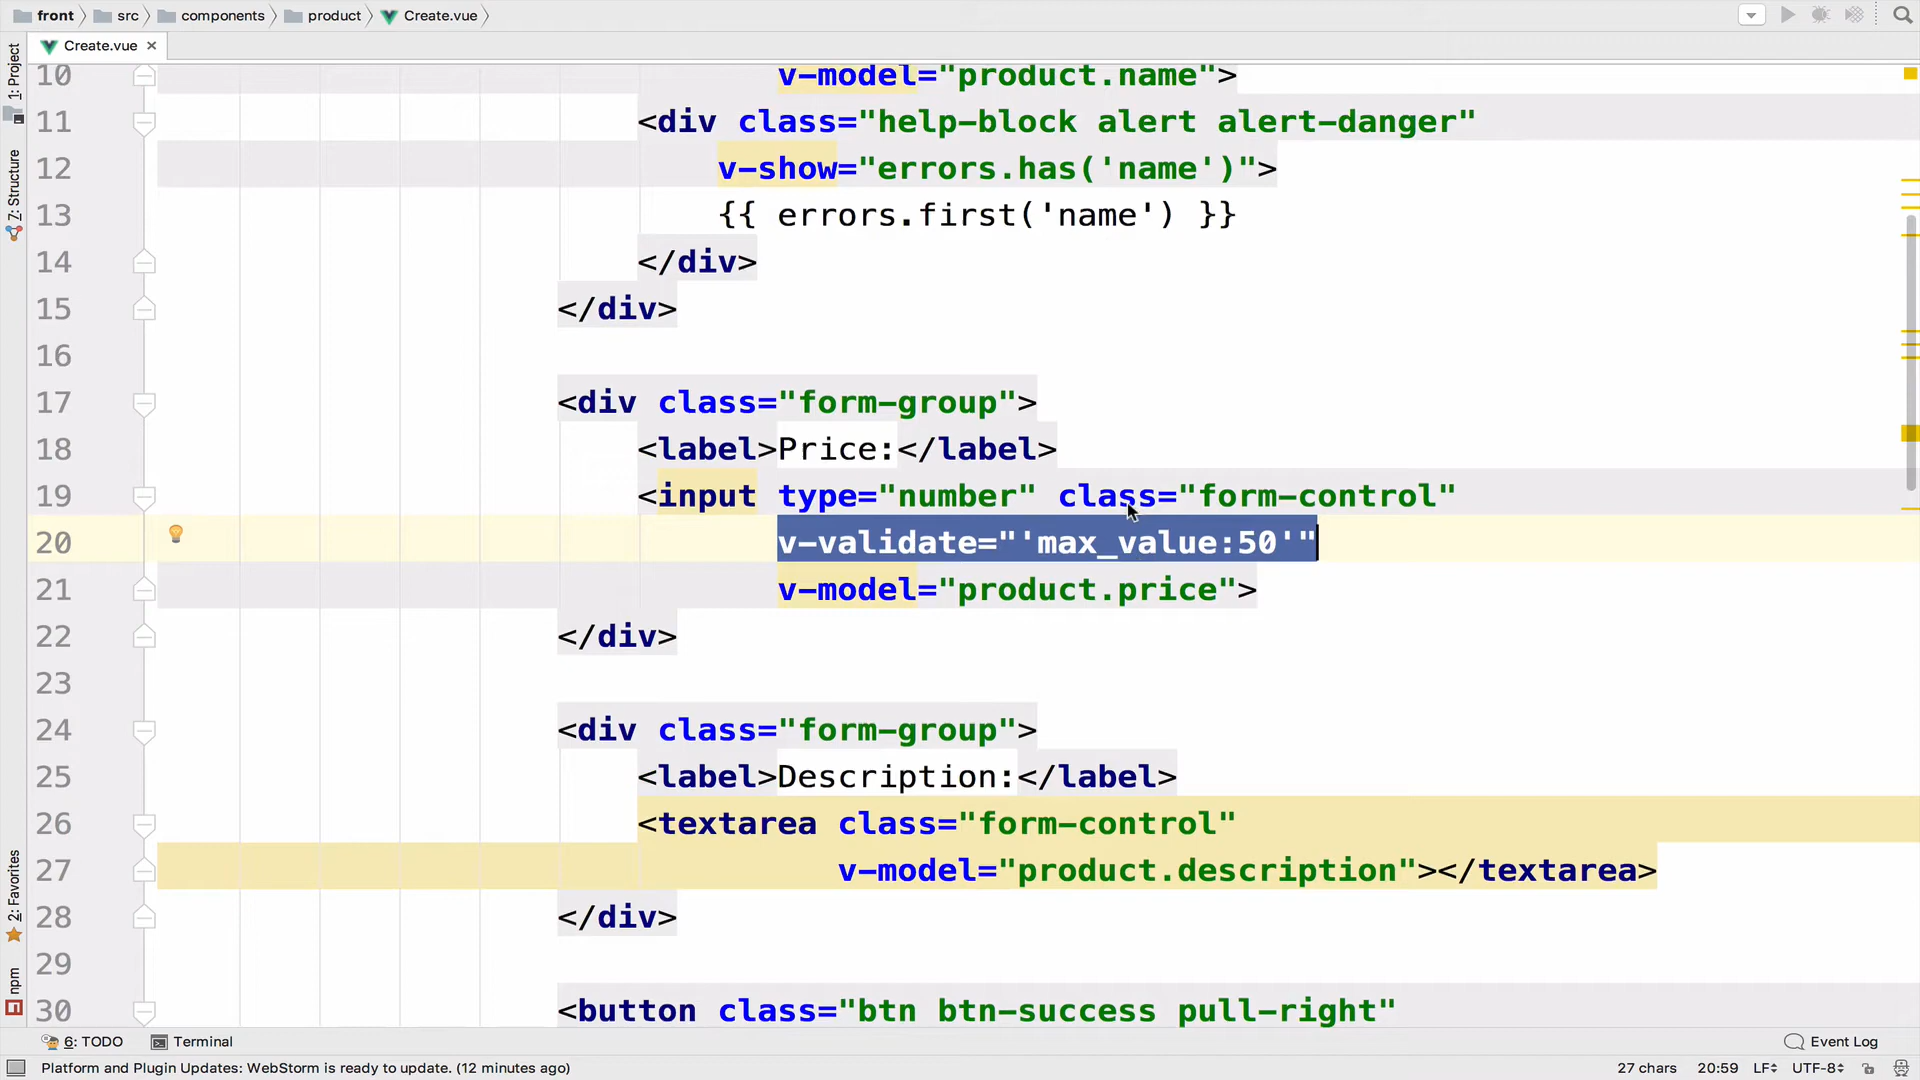 front src components product Create.vue
Create.vue
1: Project
7: Structure
2: Favorites
npm
10 v-model="product.name">
11 <div class="help-block alert alert-danger"
12 v-show="errors.has('name')">
13 {{ errors.first('name') }}
14 </div>
15 </div>
16
17 <div class="form-group">
18 <label>Price:</label>
19 <input type="number" class="form-control"
20 v-validate="'max_value:50'"
21 v-model="product.price">
22 </div>
23
24 <div class="form-group">
25 <label>Description:</label>
26 <textarea class="form-control"
27 v-model="product.description"></textarea>
28 </div>
29
30 <button class="btn btn-success pull-right"
6: TODO Terminal Event Log
Platform and Plugin Updates: WebStorm is ready to update. (12 minutes ago) 27 chars 20:59 LF UTF-8